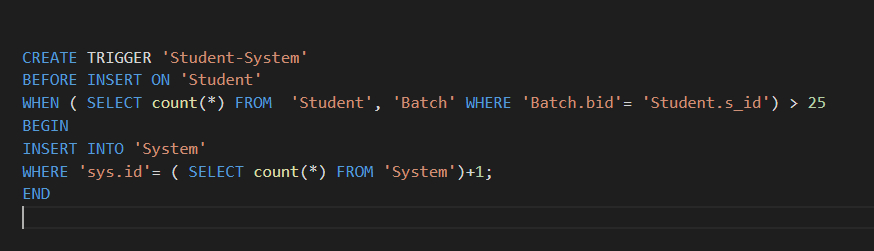 CREATE TRIGGER 'Student-System'
BEFORE INSERT ON 'Student'
WHEN ( SELECT count(*) FROM  'Student', 'Batch' WHERE 'Batch.bid'= 'Student.s_id') > 25
BEGIN
INSERT INTO 'System'
WHERE 'sys.id'= ( SELECT count(*) FROM 'System')+1;
END